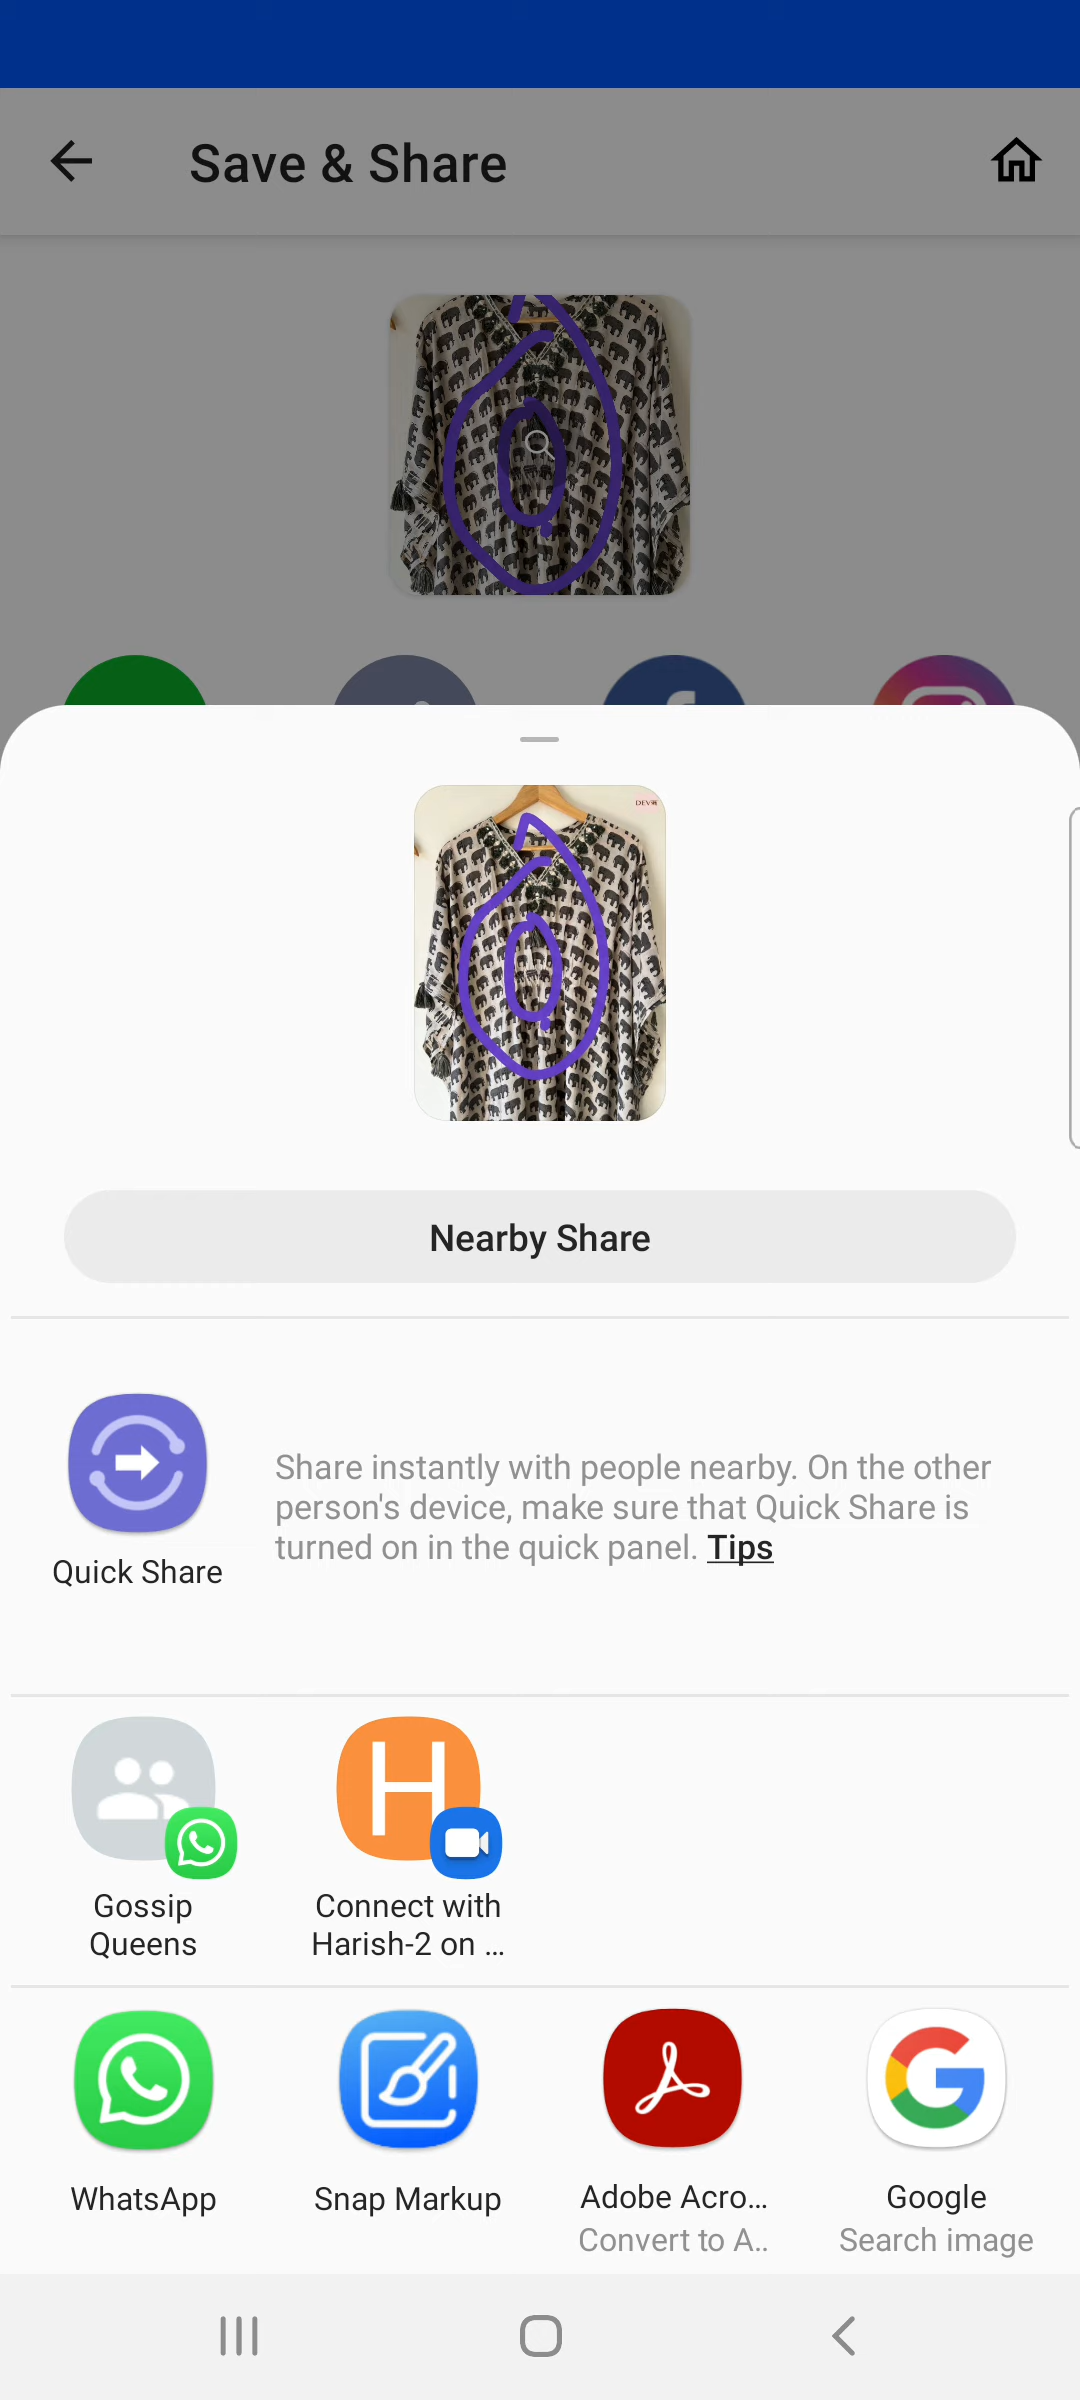 Save & Share
Nearby Share
Share instantly with people nearby. On the other
person's device, make sure that Quick Share is
turned on in the quick panel. Tips
Quick Share
Gossip
Queens
Connect with
Harish-2 on ...
WhatsApp
Snap Markup
Adobe Acro...
Convert to A..
Google
Search image